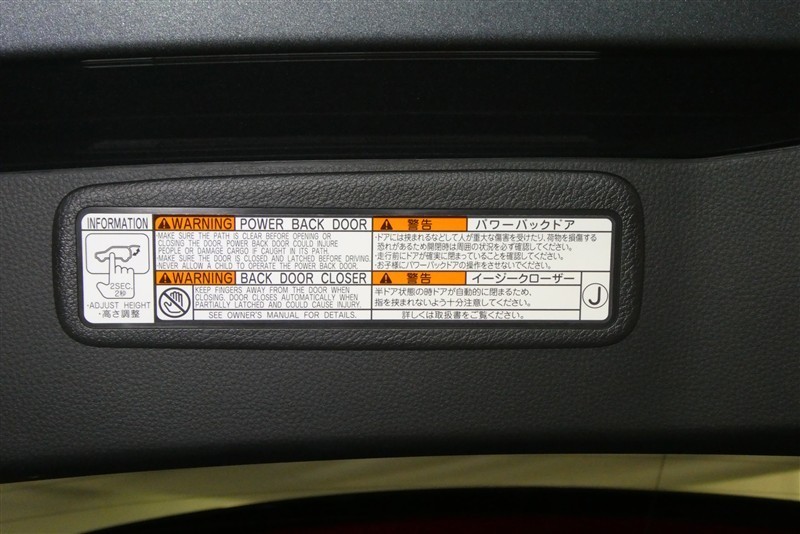 INFORMATION
2SEC.
2秒
-ADJUST HEIGHT
-高さ調整
WARNING POWER BACK DOOR
MAKE SURE THE PATH IS CLEAR BEFORE OPENING OR
CLOSING THE DOOR, POWER BACK DOOR COULD INJURE
PEOPLE OR DAMAGE CARGO IF CAUGHT IN ITS PATH.
-MAKE SURE THE DOOR IS CLOSED AND LATCHED BEFORE DRIVING.
NEVER ALLOW A CHILD TO OPERATE THE POWER BACK DOOR.
WARNING BACK DOOR CLOSER
KEEP FINGERS AWAY FROM THE DOOR WHEN
CLOSING. DOOR CLOSES AUTOMATICALLY WHEN
PARTIALLY LATCHED AND COULD CAUSE INJURY.
SEE OWNER'S MANUAL FOR DETAILS.
警告 パワーバックドア
・ドアには挟まれるなどして人が重大な傷害を受けたり、荷物を損傷する
恐れがあるため開閉時は周囲の状況を必ず確認してください。
・走行前にドアが確実に閉まっていることを確認してください。
・お子様にパワーバックドアの操作をさせないでください。
警告 イージークローザー
半ドア状態の時ドアが自動的に閉まるため、
指を挟まれないよう十分注意してください。
詳しくは取扱書をご覧ください。
J